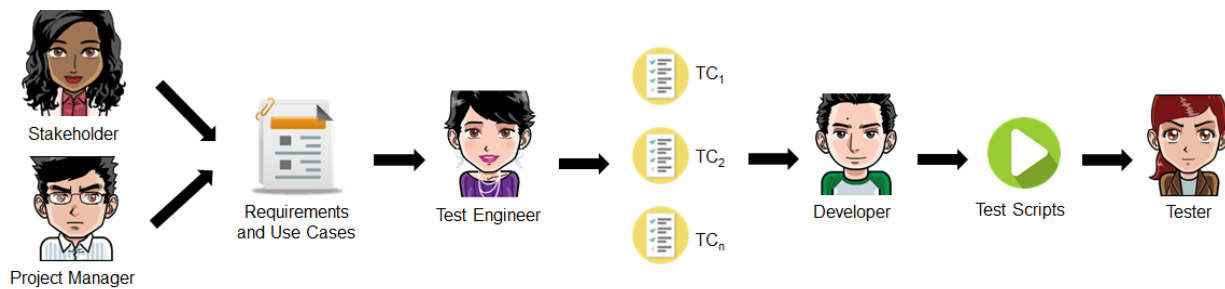 Stakeholder
Project Manager
Requirements
and Use Cases
Test Engineer
TC1
TC2
TCn
Developer
Test Scripts
Tester